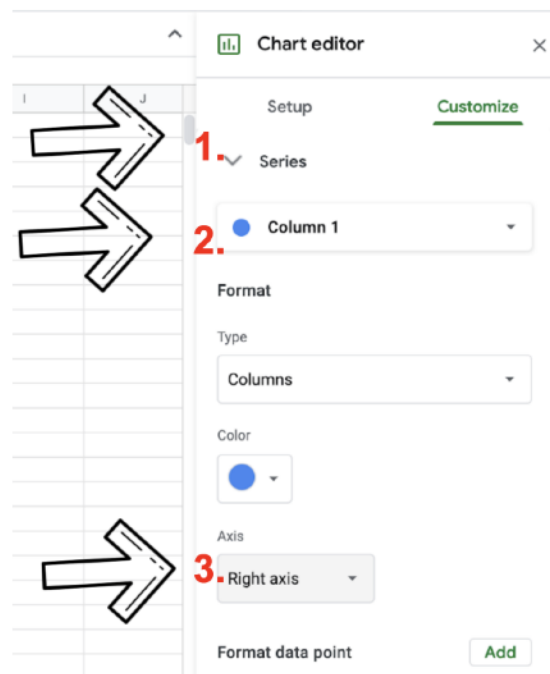 Chart editor
I J
Setup Customize
1. Series
2. Column 1
Format
Type
Columns
Color
Axis
3. Right axis
Format data point Add